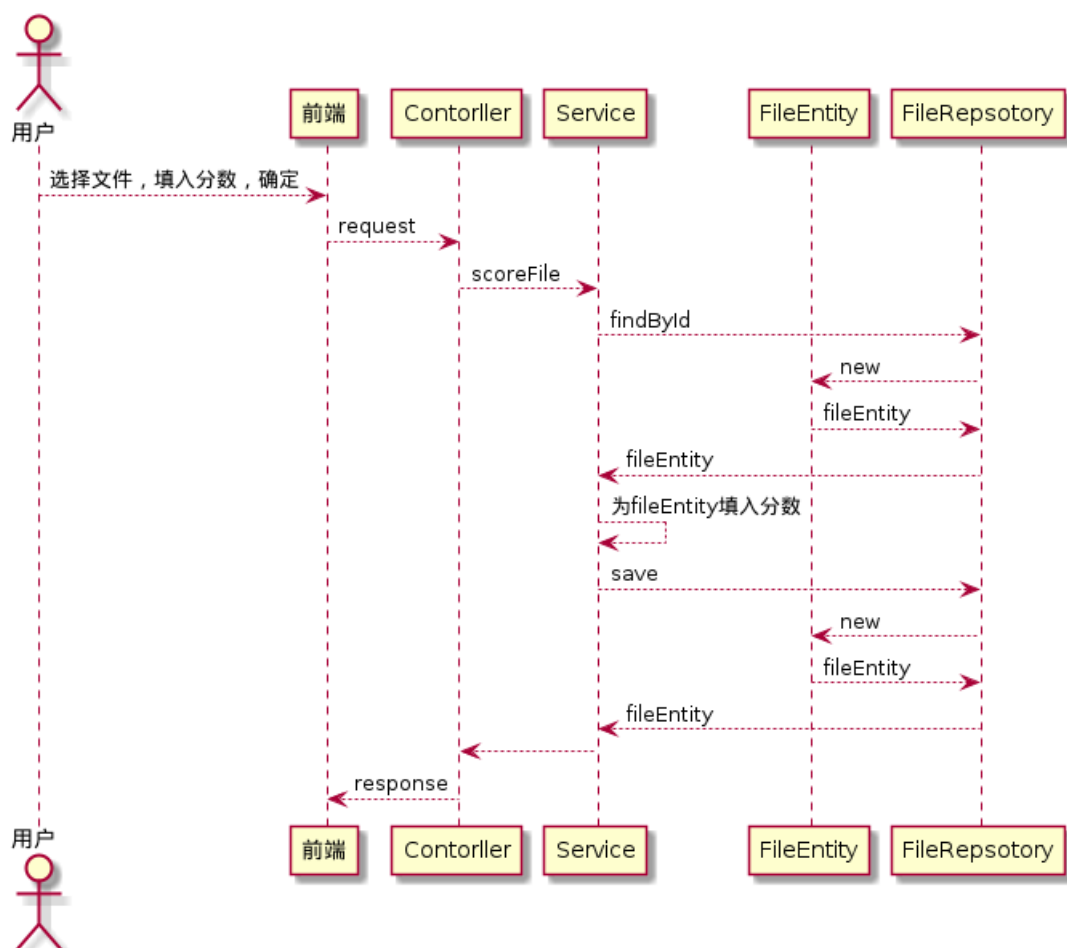 用户
前端
Contorller
Service
FileEntity
FileRepsotory
选择文件，填入分数，确定
request
scoreFile
findById
new
fileEntity
fileEntity
为fileEntity填入分数
save
new
fileEntity
fileEntity
response
用户
前端
Contorller
Service
FileEntity
FileRepsotory